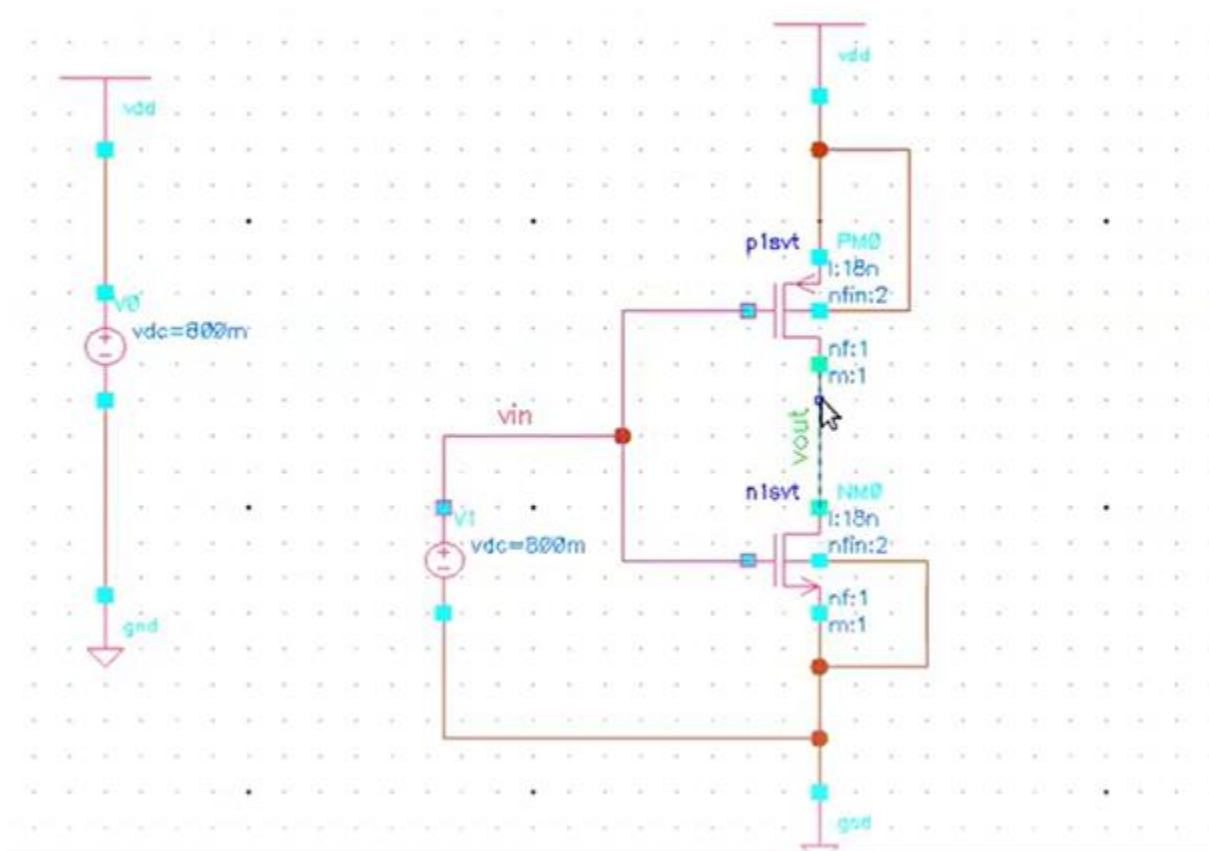 vdd
vdd
V0
vdc=800m
gnd
vin
V1
vdc=800m
p1svt
PM0
l:18n
nfin:2
nf:1
m:1
vout
n1svt
NM0
l:18n
nfin:2
nf:1
m:1
gnd